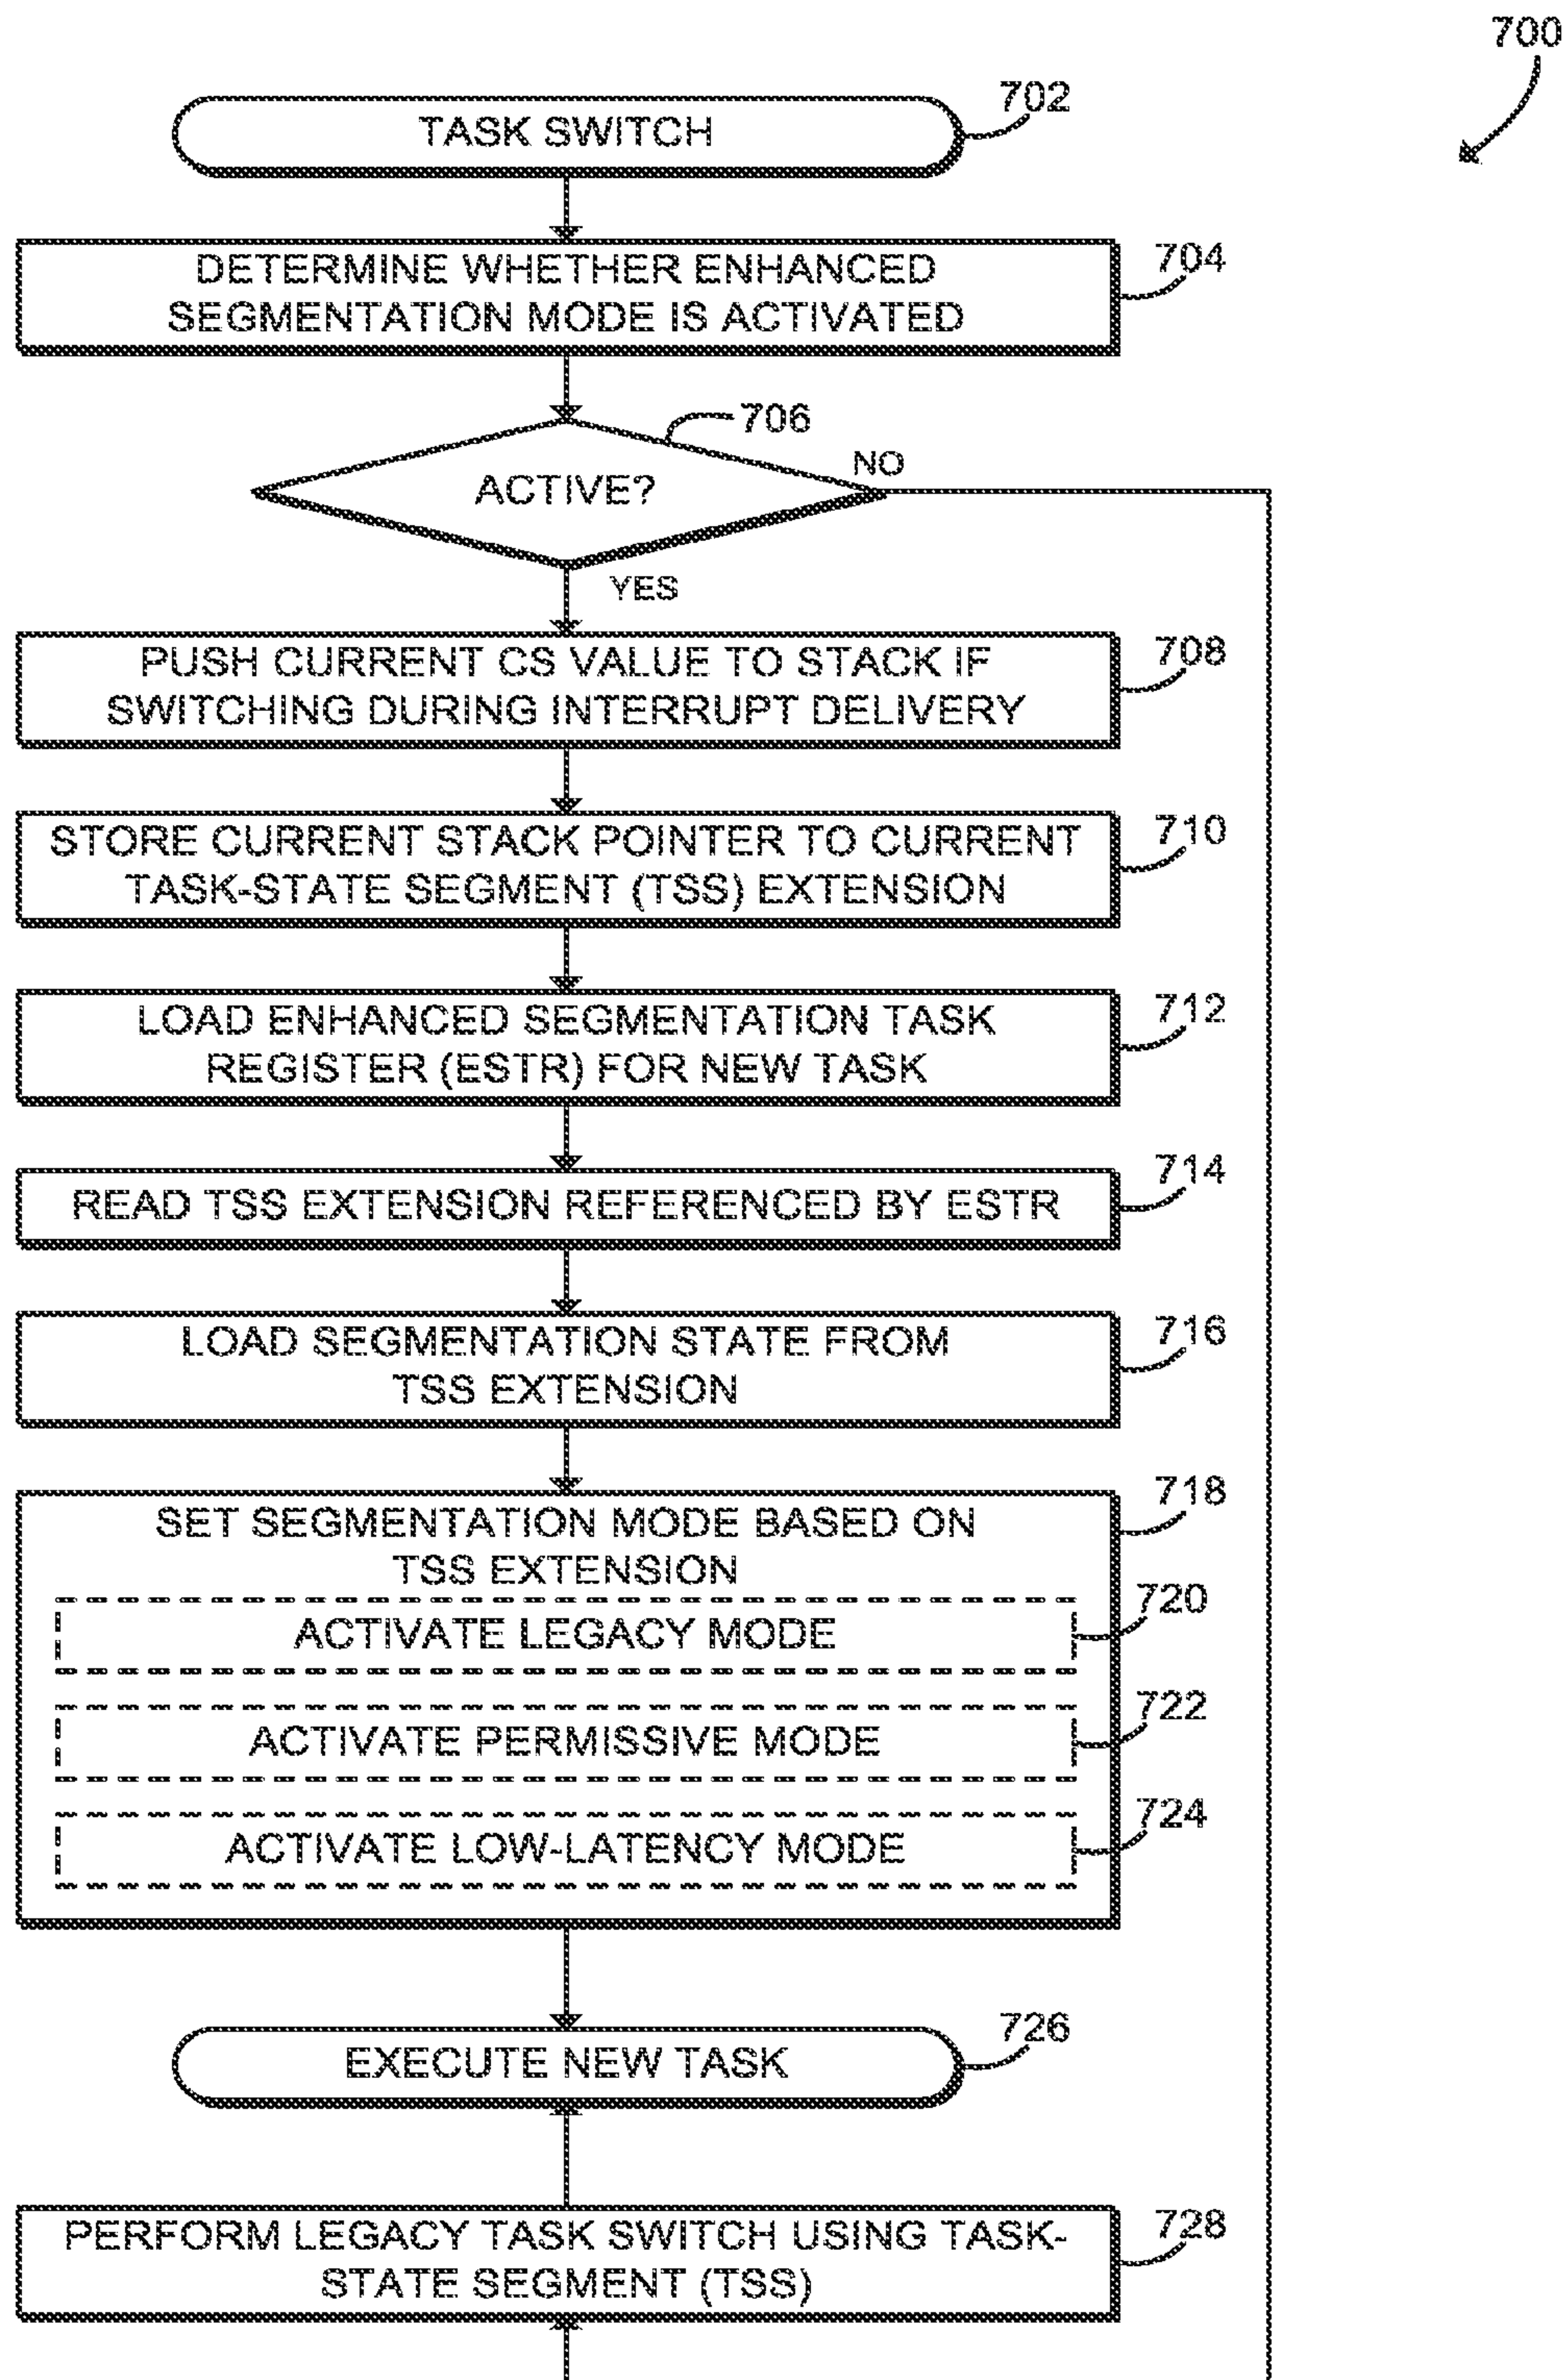 700
TASK SWITCH
702
DETERMINE WHETHER ENHANCED
SEGMENTATION MODE IS ACTIVATED
704
706
ACTIVE?
NO
YES
PUSH CURRENT CS VALUE TO STACK IF
SWITCHING DURING INTERRUPT DELIVERY
708
STORE CURRENT STACK POINTER TO CURRENT
TASK-STATE SEGMENT (TSS) EXTENSION
710
LOAD ENHANCED SEGMENTATION TASK
REGISTER (ESTR) FOR NEW TASK
712
READ TSS EXTENSION REFERENCED BY ESTR
714
LOAD SEGMENTATION STATE FROM
TSS EXTENSION
716
SET SEGMENTATION MODE BASED ON
TSS EXTENSION
718
ACTIVATE LEGACY MODE
720
ACTIVATE PERMISSIVE MODE
722
ACTIVATE LOW-LATENCY MODE
724
EXECUTE NEW TASK
726
PERFORM LEGACY TASK SWITCH USING TASK-
STATE SEGMENT (TSS)
728